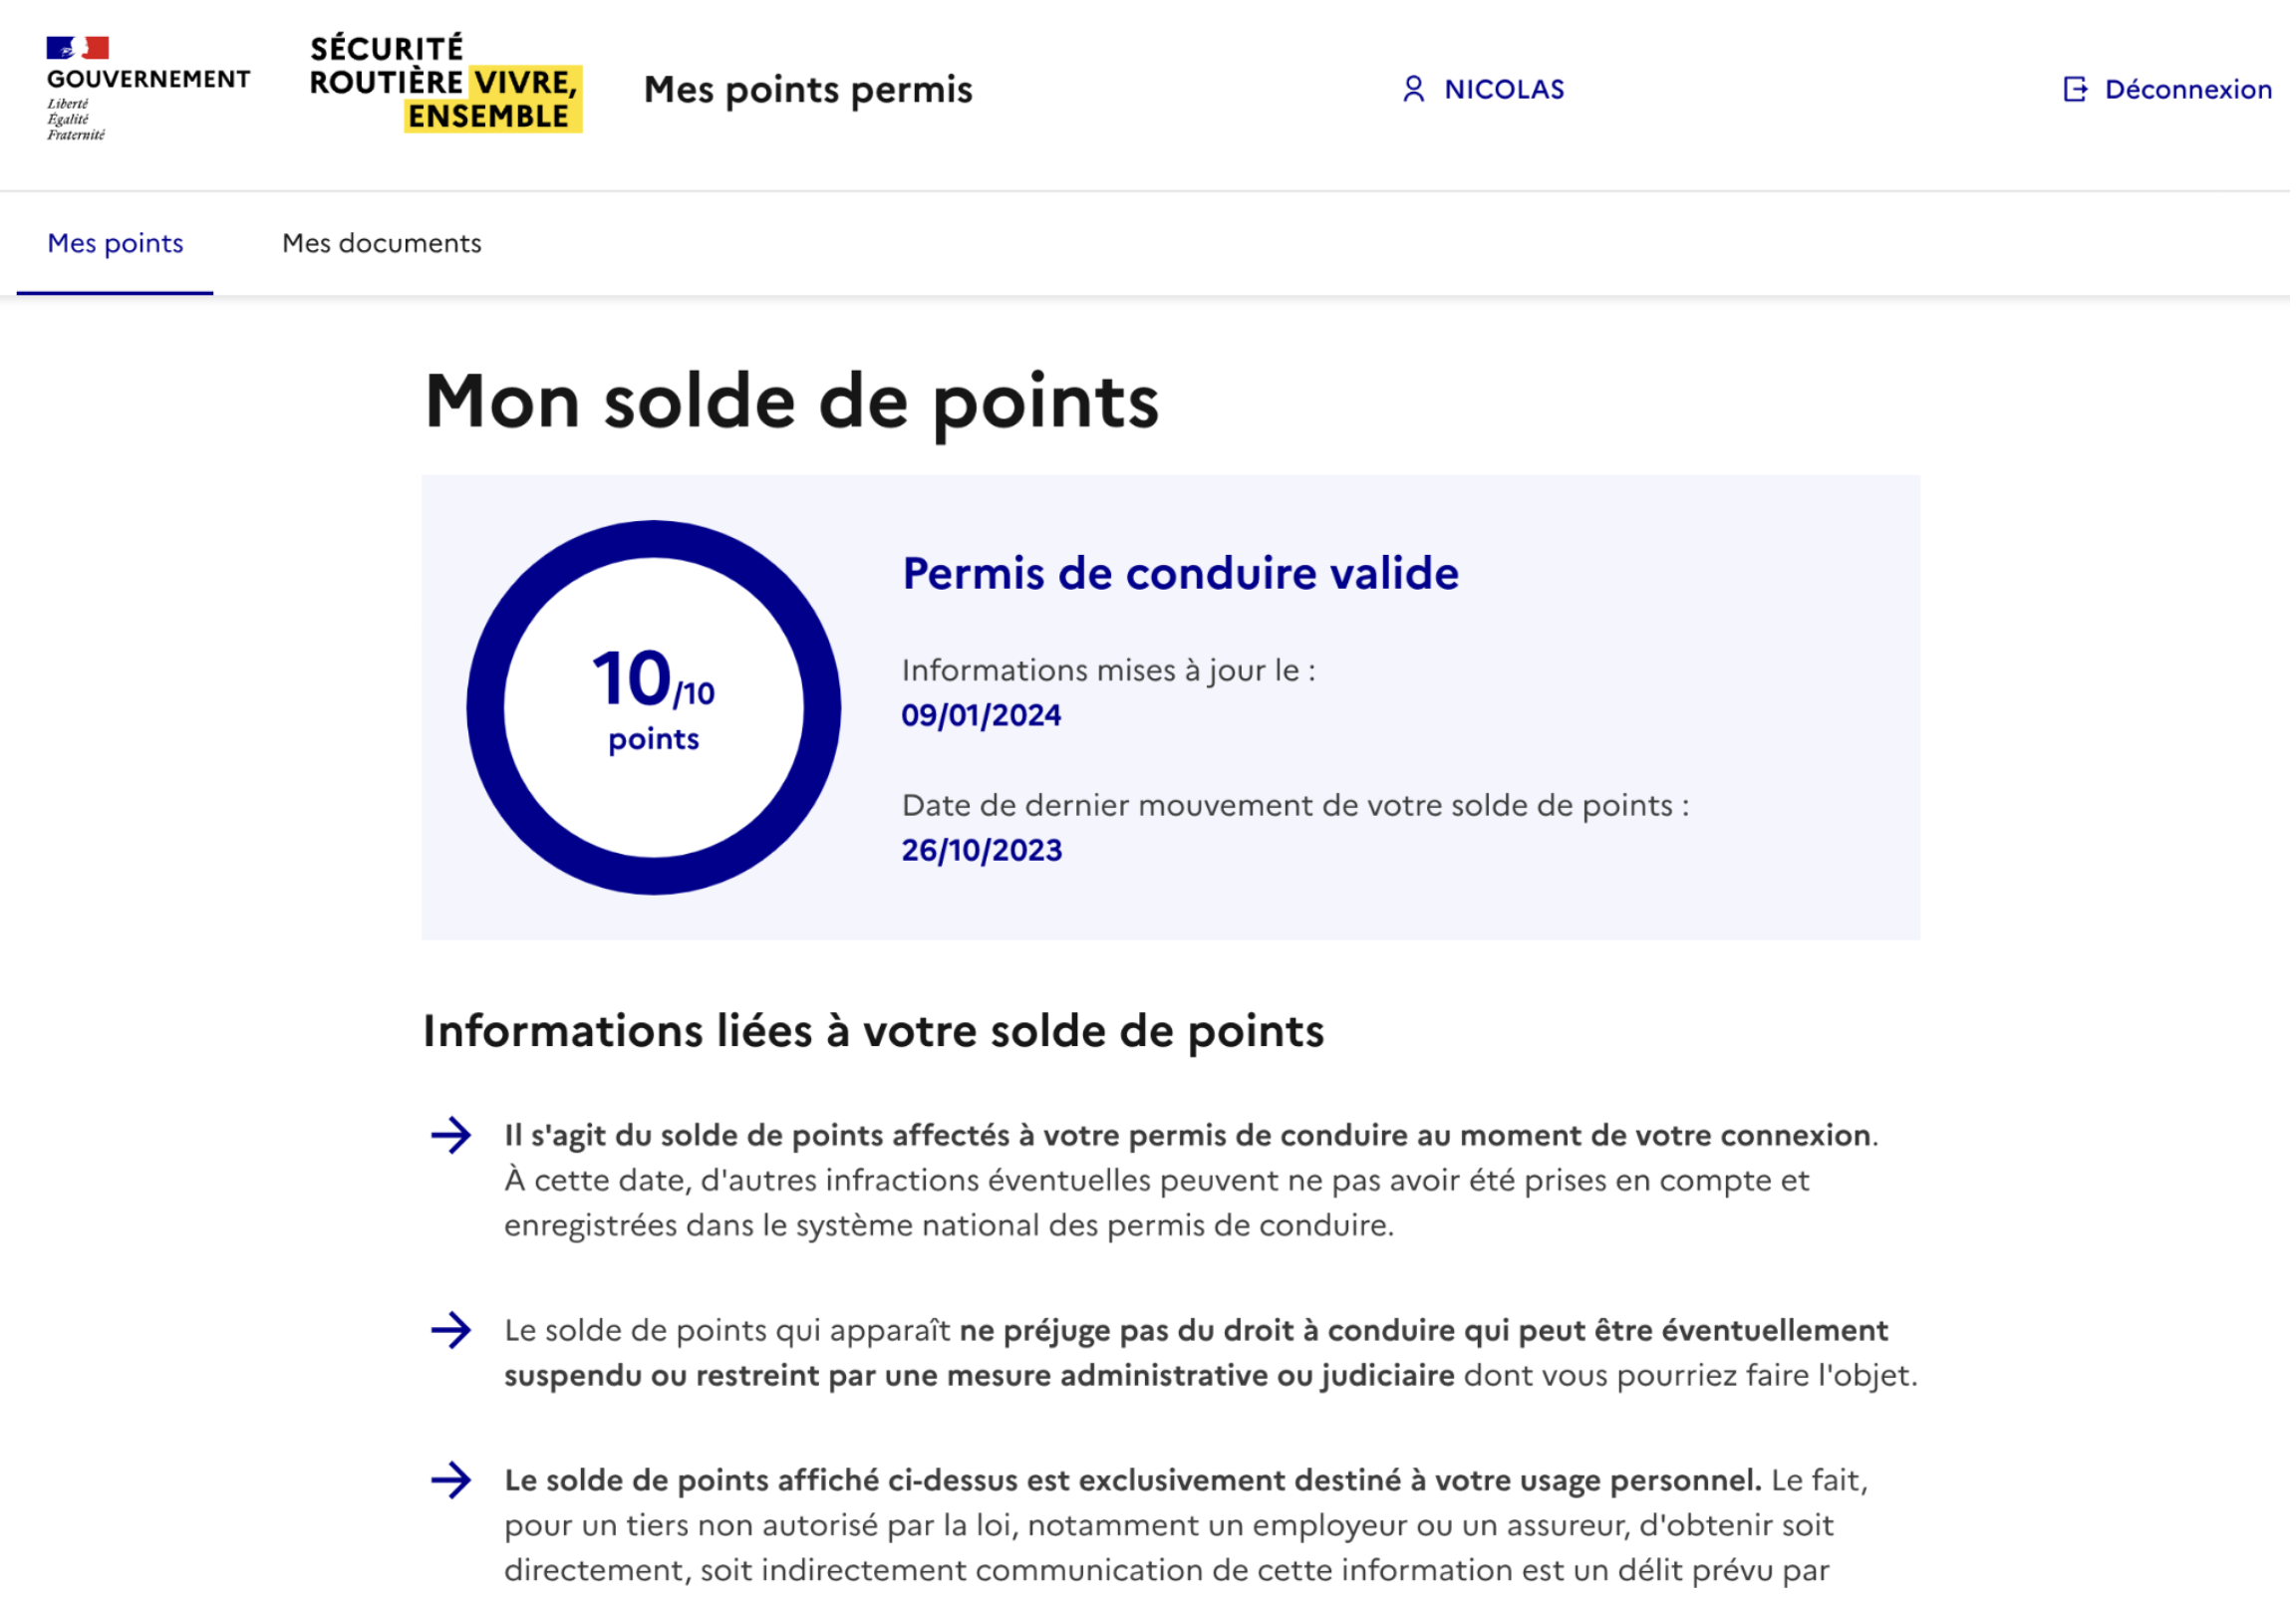 GOUVERNEMENT
Liberté
Égalité
Fraternité
SÉCURITÉ
ROUTIÈRE VIVRE,
ENSEMBLE
Mes points permis
NICOLAS
Déconnexion
Mes points
Mes documents
Mon solde de points
10/10
points
Permis de conduire valide
Informations mises à jour le :
09/01/2024
Date de dernier mouvement de votre solde de points :
26/10/2023
Informations liées à votre solde de points
Il s'agit du solde de points affectés à votre permis de conduire au moment de votre connexion.
À cette date, d'autres infractions éventuelles peuvent ne pas avoir été prises en compte et
enregistrées dans le système national des permis de conduire.
Le solde de points qui apparaît ne préjuge pas du droit à conduire qui peut être éventuellement
suspendu ou restreint par une mesure administrative ou judiciaire dont vous pourriez faire l'objet.
Le solde de points affiché ci-dessus est exclusivement destiné à votre usage personnel. Le fait,
pour un tiers non autorisé par la loi, notamment un employeur ou un assureur, d'obtenir soit
directement, soit indirectement communication de cette information est un délit prévu par